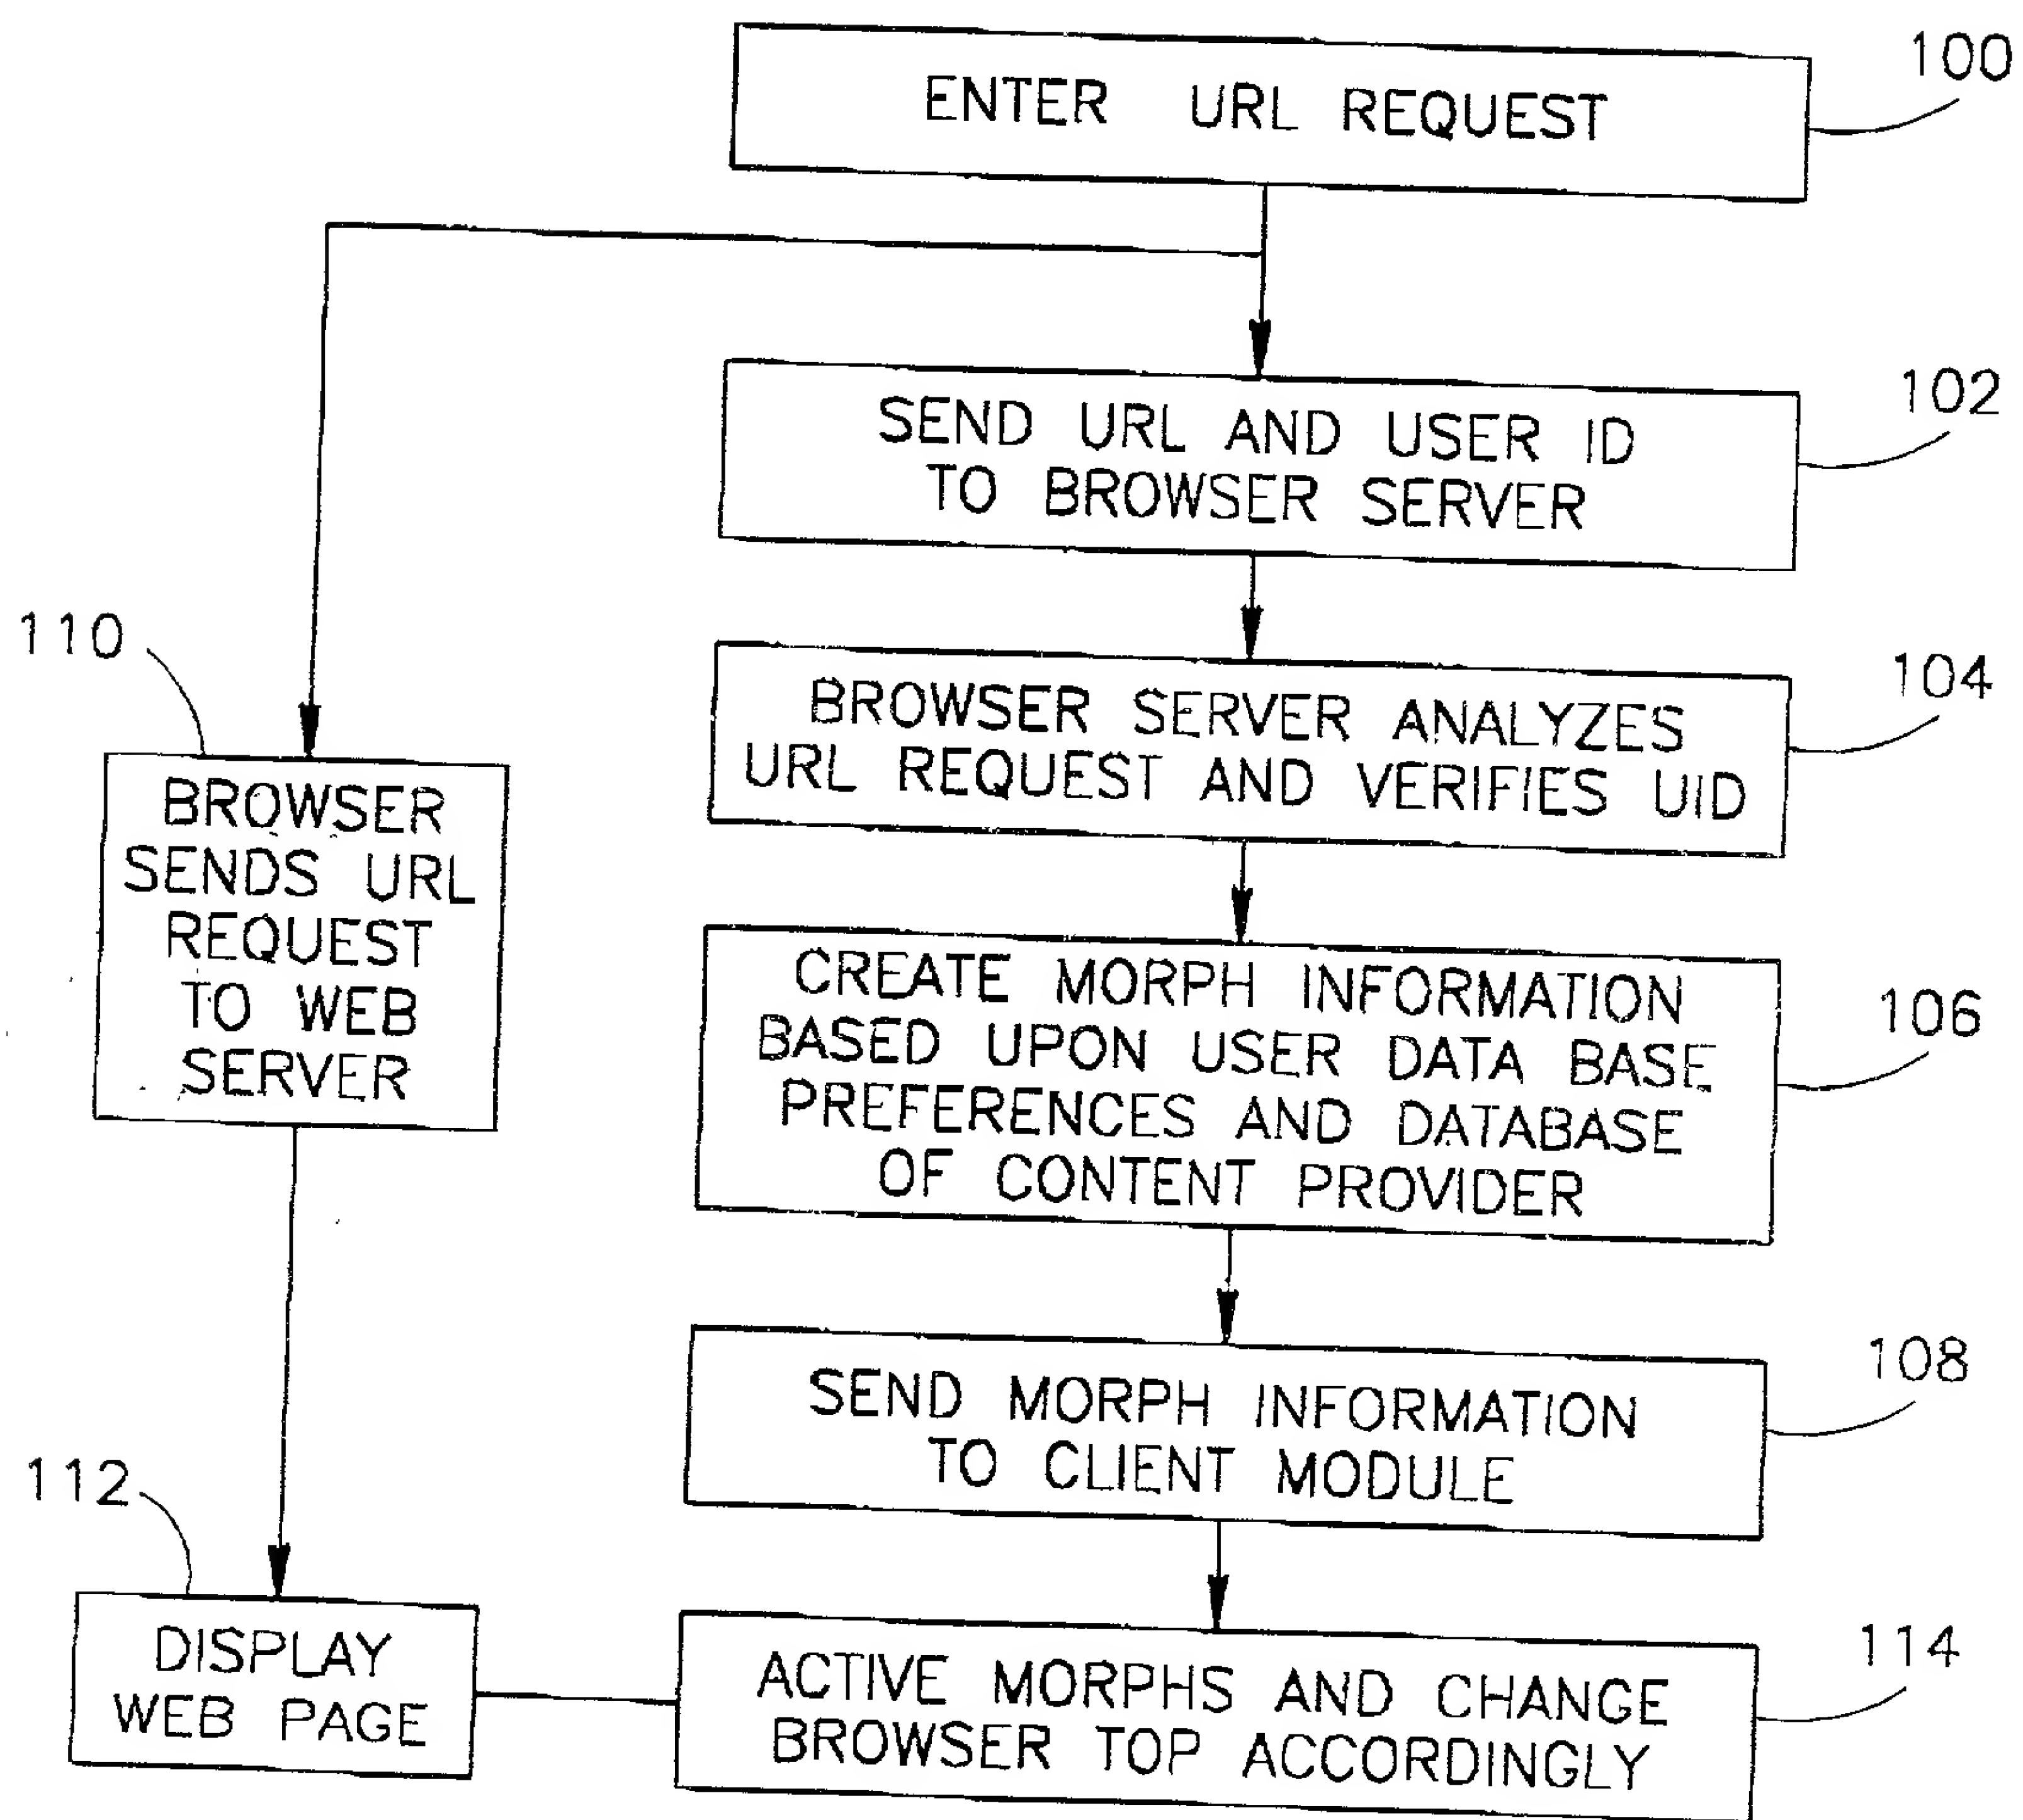 100
ENTER URL REQUEST
102
SEND URL AND USER ID
TO BROWSER SERVER
104
BROWSER SERVER ANALYZES
URL REQUEST AND VERIFIES UID
110
BROWSER
SENDS URL
REQUEST
TO WEB
SERVER
106
CREATE MORPH INFORMATION
BASED UPON USER DATA BASE
PREFERENCES AND DATABASE
OF CONTENT PROVIDER
108
SEND MORPH INFORMATION
TO CLIENT MODULE
112
DISPLAY
WEB PAGE
114
ACTIVE MORPHS AND CHANGE
BROWSER TOP ACCORDINGLY